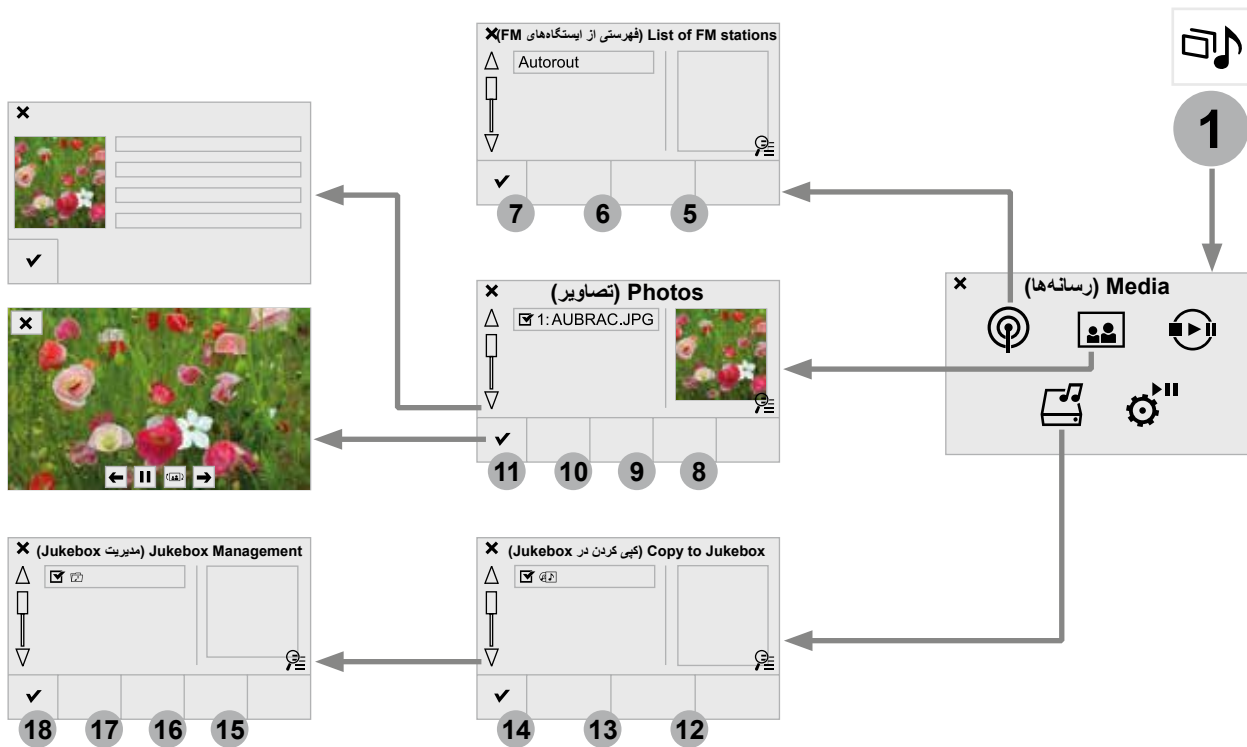 List of FM stations (فهرستی از ایستگاه‌های FM)
Autorout
7 6 5
1
Photos (تصاویر)
1: AUBRAC.JPG
11 10 9 8
Media (رسانه‌ها)
Jukebox Management (مدیریت Jukebox)
18 17 16 15
Copy to Jukebox (کپی کردن در Jukebox)
14 13 12